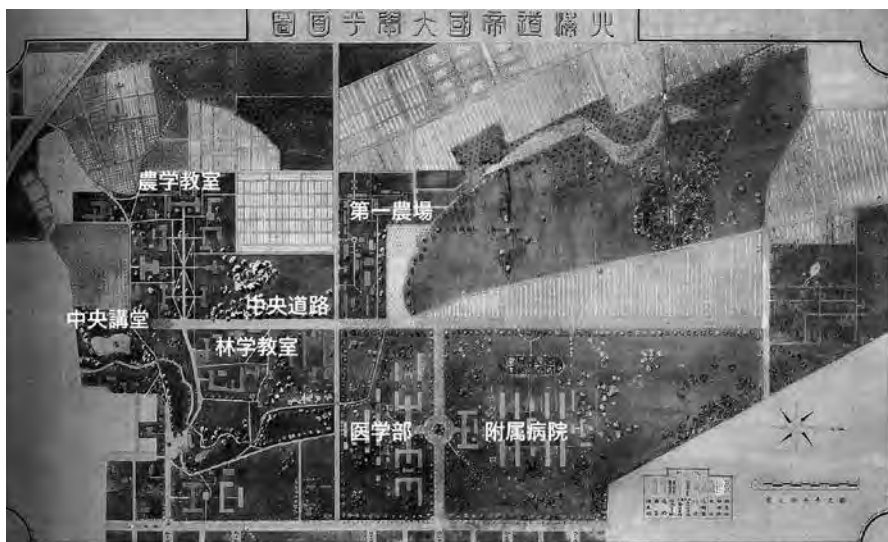 北海道帝國大學平面圖
農学教室
第一農場
中央道路
中央講堂
林学教室
医学部
附属病院